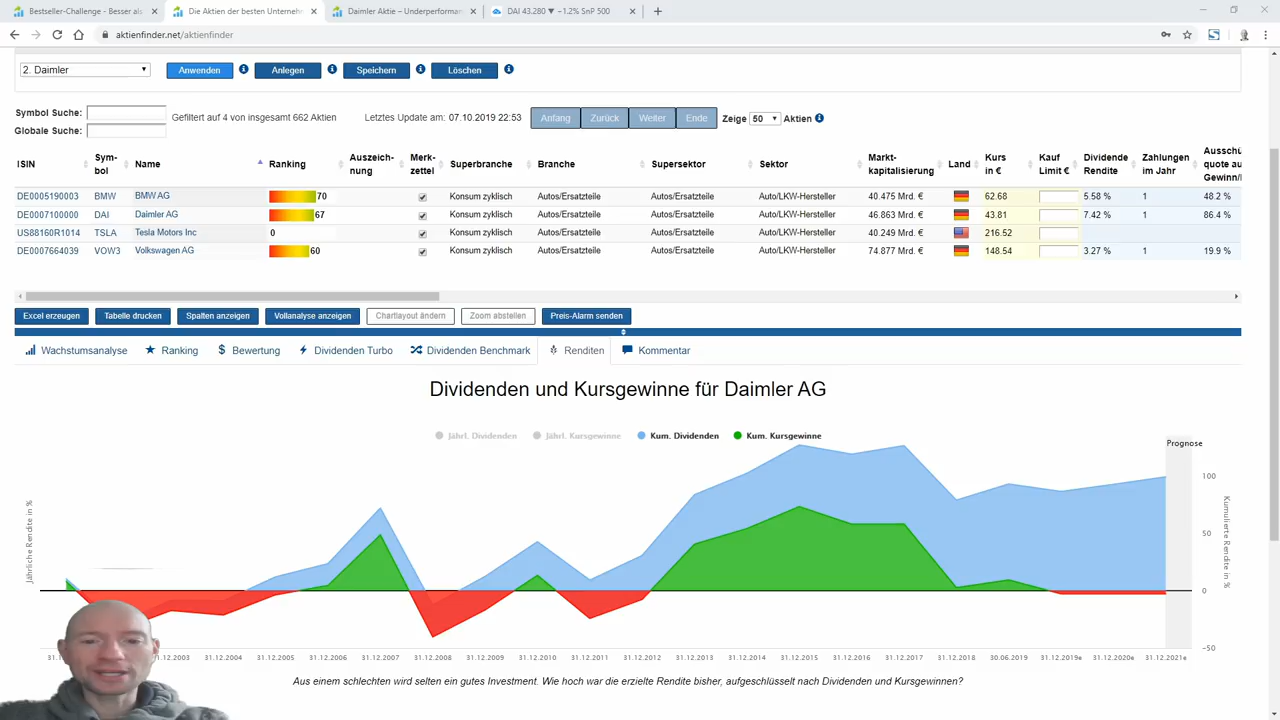 Bestseller-Challenge - Besser als
Die Aktien der besten Unternehm
Daimler Aktie – Underperforman
DAI 43.280 ▼ −1.2% SnP 500
aktienfinder.net/aktienfinder
2. Daimler
Anwenden
Anlegen
Speichern
Löschen
Symbol Suche:
Globale Suche:
Gefiltert auf 4 von insgesamt 662 Aktien
Letztes Update am: 07.10.2019 22:53
Anfang
Zurück
Weiter
Ende
Zeige 50 Aktien
ISIN Sym-bol Name Ranking Auszeich-nung Merk-zettel Superbranche Branche Supersektor Sektor Markt-kapitalisierung Land Kurs in € Kauf Limit € Dividende Rendite Zahlungen im Jahr Ausschü quote au Gewinn/
DE0005190003 BMW BMW AG 70 Konsum zyklisch Autos/Ersatzteile Autos/Ersatzteile Auto/LKW-Hersteller 40.475 Mrd. € 62.68 5.58 % 1 48.2 %
DE0007100000 DAI Daimler AG 67 Konsum zyklisch Autos/Ersatzteile Autos/Ersatzteile Auto/LKW-Hersteller 46.863 Mrd. € 43.81 7.42 % 1 86.4 %
US88160R1014 TSLA Tesla Motors Inc 0 Konsum zyklisch Autos/Ersatzteile Autos/Ersatzteile Auto/LKW-Hersteller 40.249 Mrd. € 216.52
DE0007664039 VOW3 Volkswagen AG 60 Konsum zyklisch Autos/Ersatzteile Autos/Ersatzteile Auto/LKW-Hersteller 74.877 Mrd. € 148.54 3.27 % 1 19.9 %
Excel erzeugen
Tabelle drucken
Spalten anzeigen
Vollanalyse anzeigen
Chartlayout ändern
Zoom abstellen
Preis-Alarm senden
Wachstumsanalyse
Ranking
Bewertung
Dividenden Turbo
Dividenden Benchmark
Renditen
Kommentar
Dividenden und Kursgewinne für Daimler AG
Jährl. Dividenden
Jährl. Kursgewinne
Kum. Dividenden
Kum. Kursgewinne
Prognose
Jährliche Rendite in %
Kumulierte Rendite in %
100
50
0
-50
31.12.2003 31.12.2004 31.12.2005 31.12.2006 31.12.2007 31.12.2008 31.12.2009 31.12.2010 31.12.2011 31.12.2012 31.12.2013 31.12.2014 31.12.2015 31.12.2016 31.12.2017 31.12.2018 30.06.2019 31.12.2019e 31.12.2020e 31.12.2021e
Aus einem schlechten wird selten ein gutes Investment. Wie hoch war die erzielte Rendite bisher, aufgeschlüsselt nach Dividenden und Kursgewinnen?